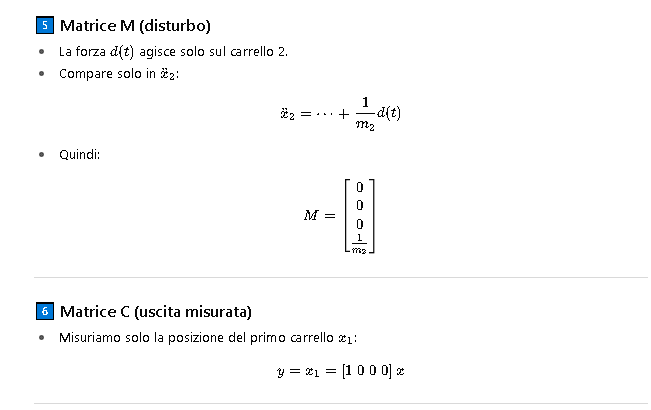 5 Matrice M (disturbo)
• La forza d(t) agisce solo sul carrello 2.
• Compare solo in ẍ₂:
ẍ₂ = ⋯ + 1/m₂ d(t)
• Quindi:
M = [0 0 0 1/m₂]
6 Matrice C (uscita misurata)
• Misuriamo solo la posizione del primo carrello x₁:
y = x₁ = [1 0 0 0] x